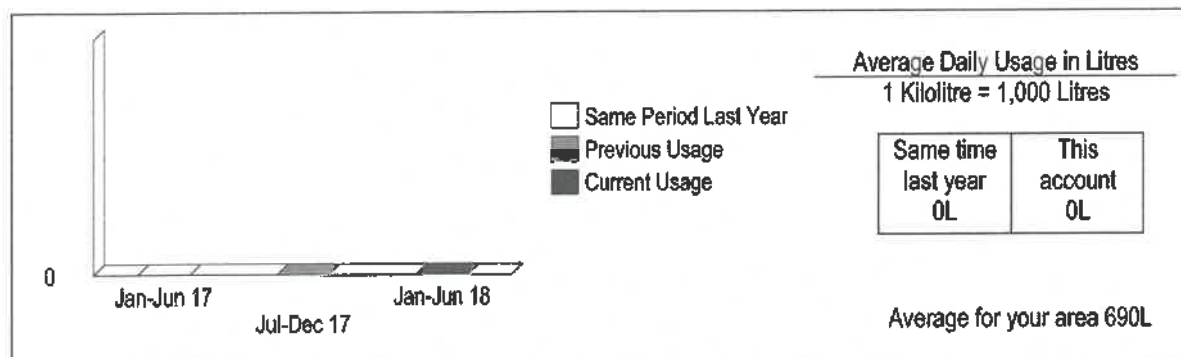 0
Jan-Jun 17
Jul-Dec 17
Jan-Jun 18
Same Period Last Year
Previous Usage
Current Usage
Average Daily Usage in Litres
1 Kilolitre = 1,000 Litres
Same time
last year
0L
This
account
0L
Average for your area 690L